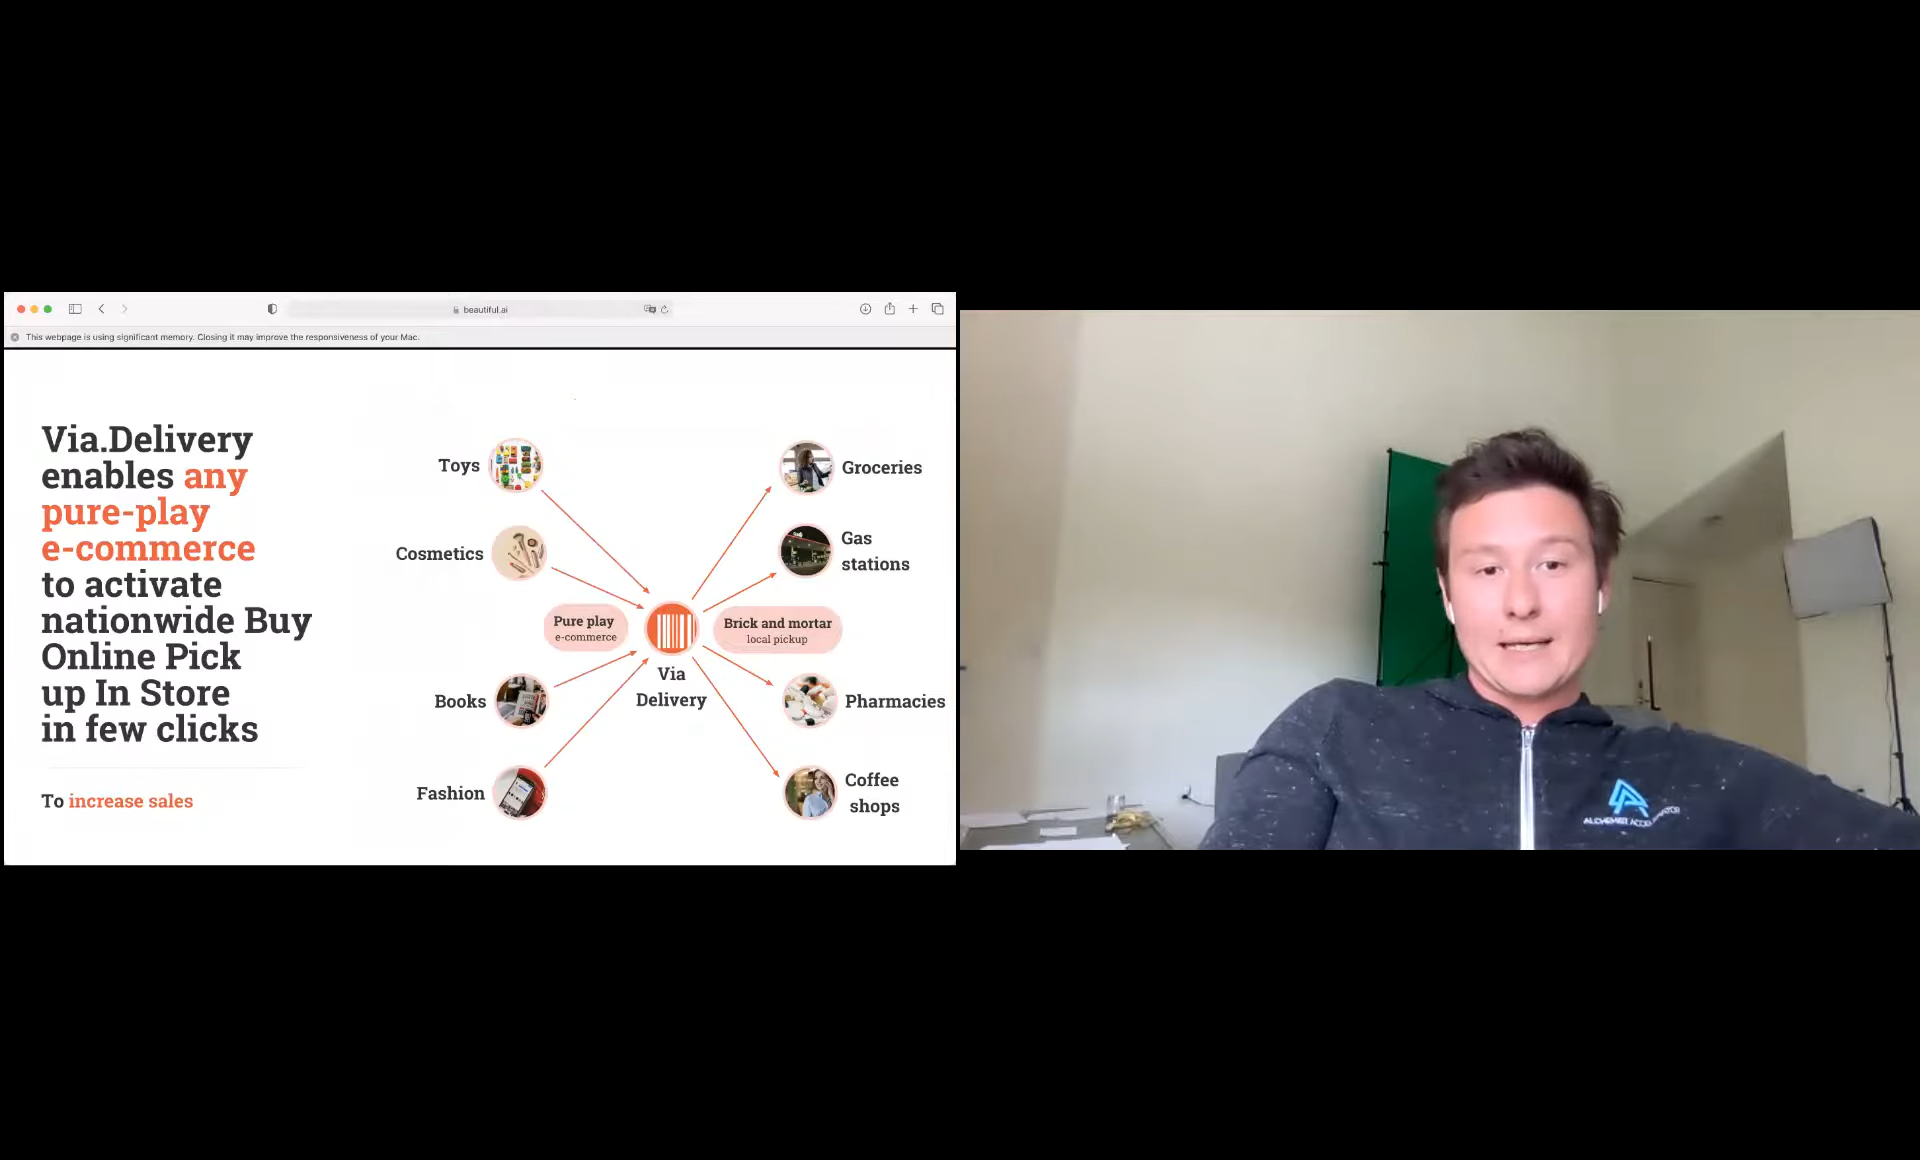 beautiful.ai
This webpage is using significant memory. Closing it may improve the responsiveness of your Mac.
Via.Delivery
enables any
pure-play
e-commerce
to activate
nationwide Buy
Online Pick
up In Store
in few clicks
To increase sales
Toys
Cosmetics
Pure play
e-commerce
Books
Fashion
Via
Delivery
Groceries
Gas
stations
Brick and mortar
local pickup
Pharmacies
Coffee
shops
ALCHEMIST ACCELERATOR